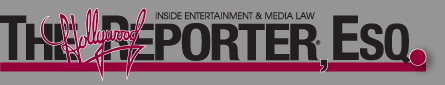 INSIDE ENTERTAINMENT & MEDIA LAW
THE Hollywood REPORTER, ESQ.